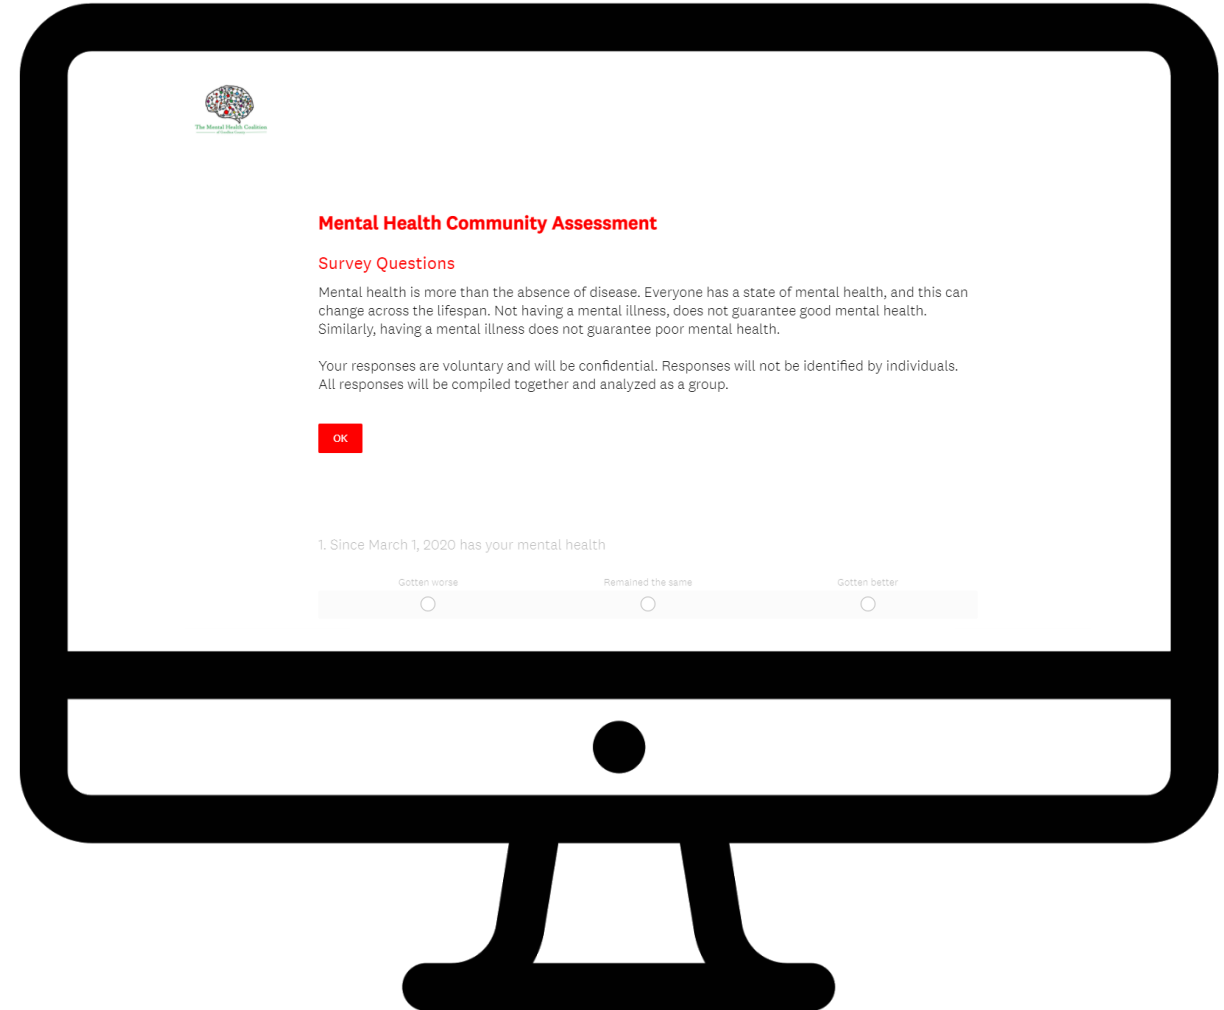 The Mental Health Coalition
Mental Health Community Assessment
Survey Questions
Mental health is more than the absence of disease. Everyone has a state of mental health, and this can
change across the lifespan. Not having a mental illness, does not guarantee good mental health.
Similarly, having a mental illness does not guarantee poor mental health.
Your responses are voluntary and will be confidential. Responses will not be identified by individuals.
All responses will be compiled together and analyzed as a group.
OK
1. Since March 1, 2020 has your mental health
Gotten worse Remained the same Gotten better